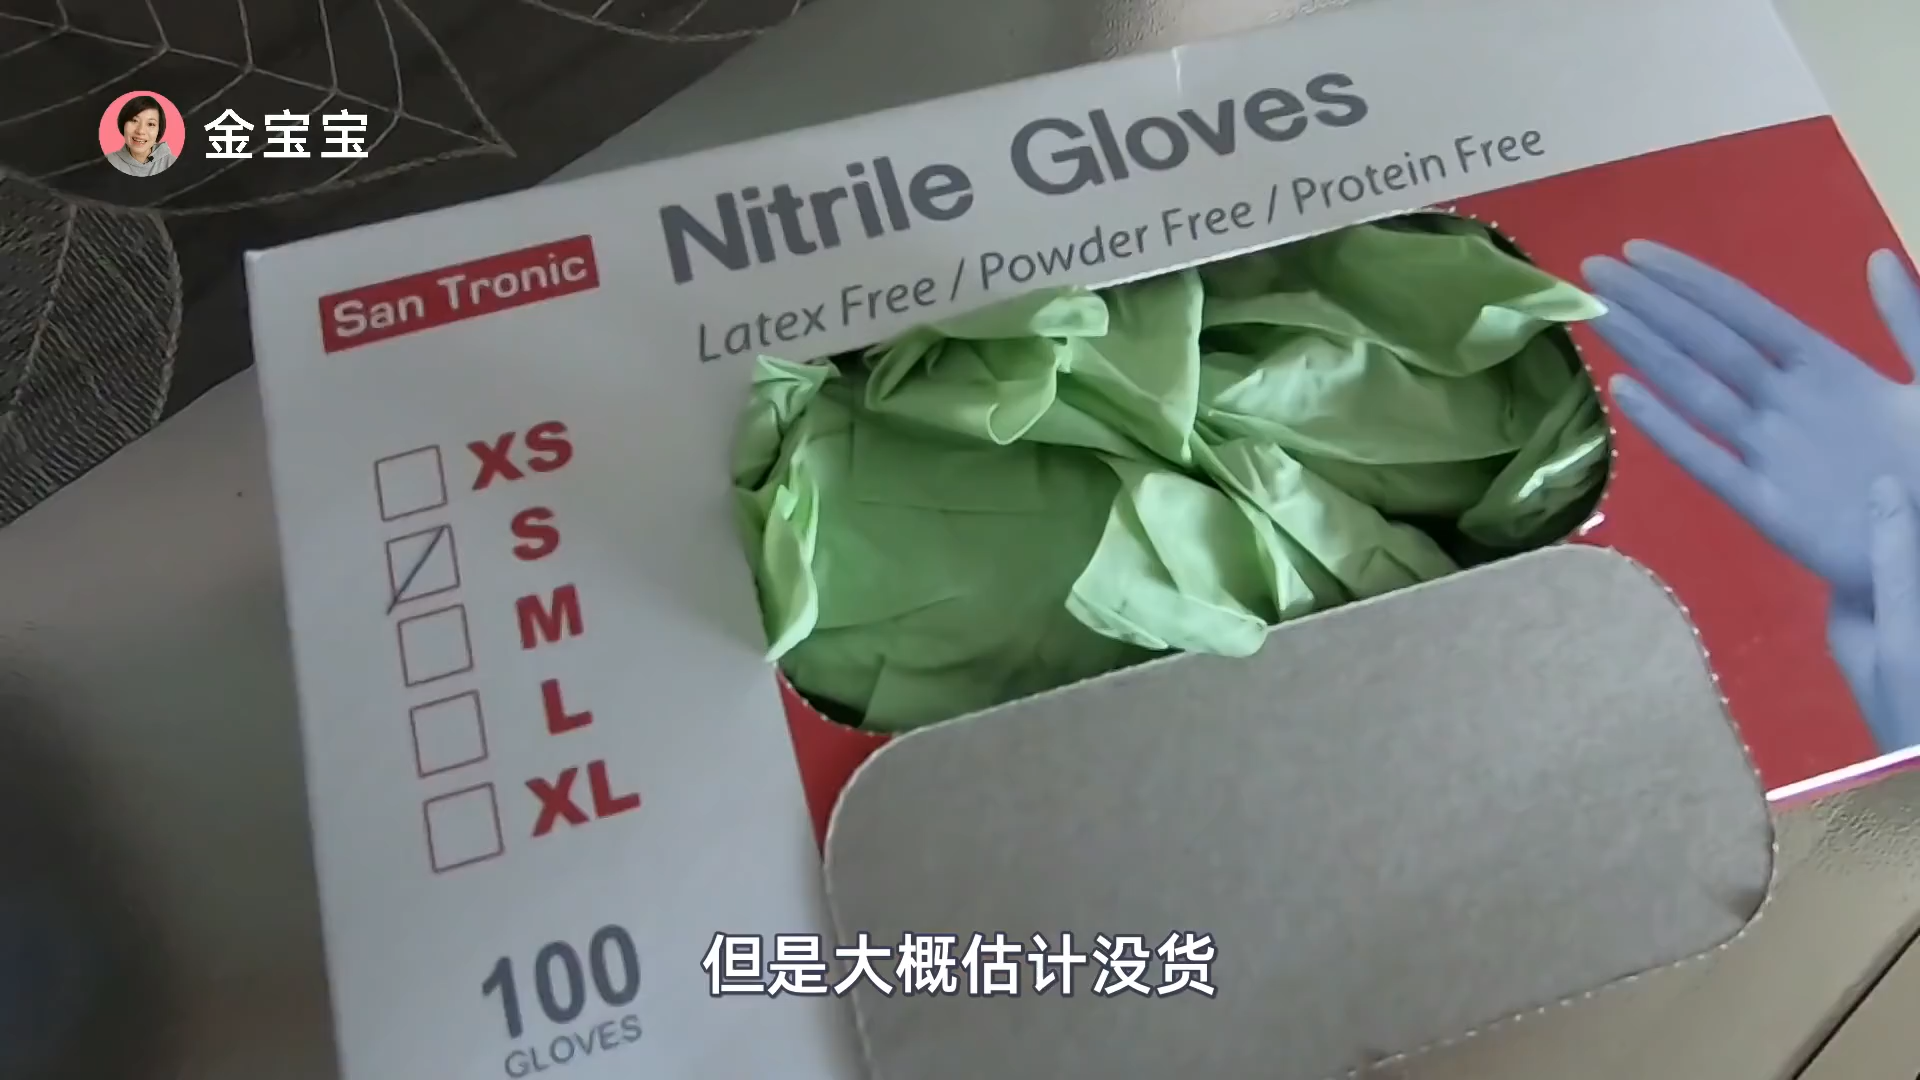 金宝宝
Nitrile Gloves
Latex Free / Powder Free / Protein Free
San Tronic
XS
S
M
L
XL
100
GLOVES
但是大概估计没货